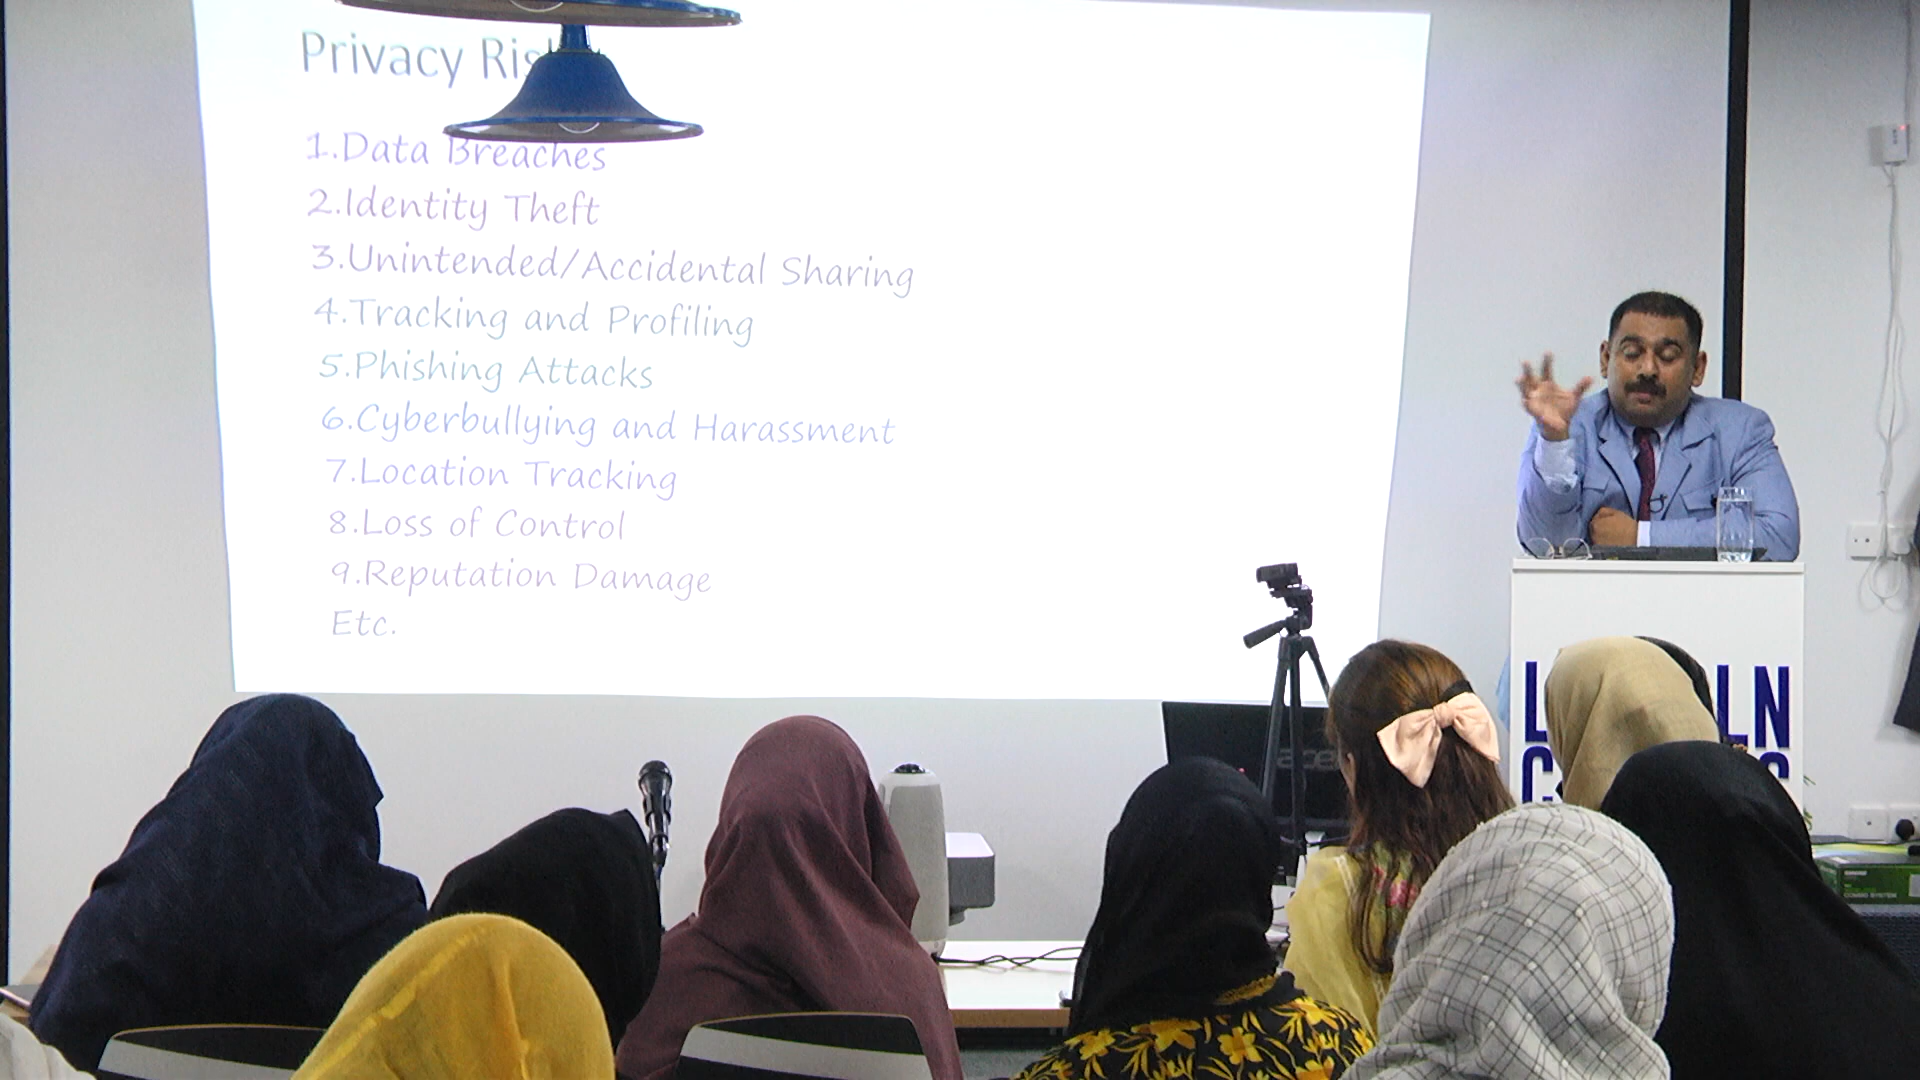 Privacy
1.Data Breaches
2.Identity Theft
3.Unintended/Accidental Sharing
4.Tracking and Profiling
5.Phishing Attacks
6.Cyberbullying and Harassment
7.Location Tracking
8.Loss of Control
9.Reputation Damage
Etc.
acer